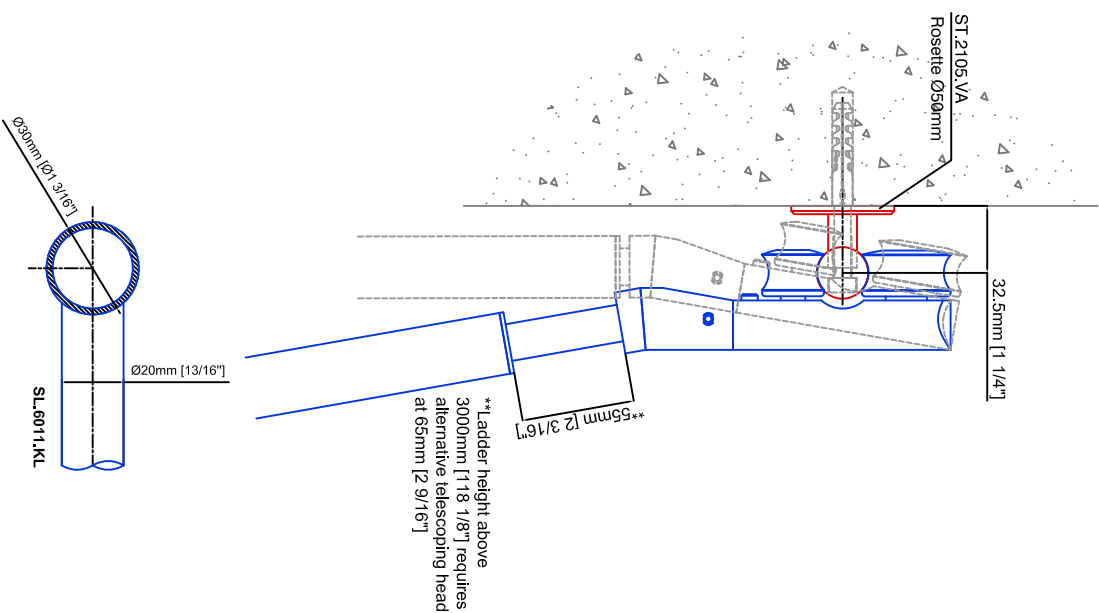 ST.2105.VA
Rosette Ø50mm
32.5mm [1 1/4"]
**55mm [2 3/16"]
**Ladder height above
3000mm [118 1/8"] requires
alternative telescoping head
at 65mm [2 9/16"]
Ø30mm [Ø1 3/16"]
Ø20mm [13/16"]
SL.6011.KL